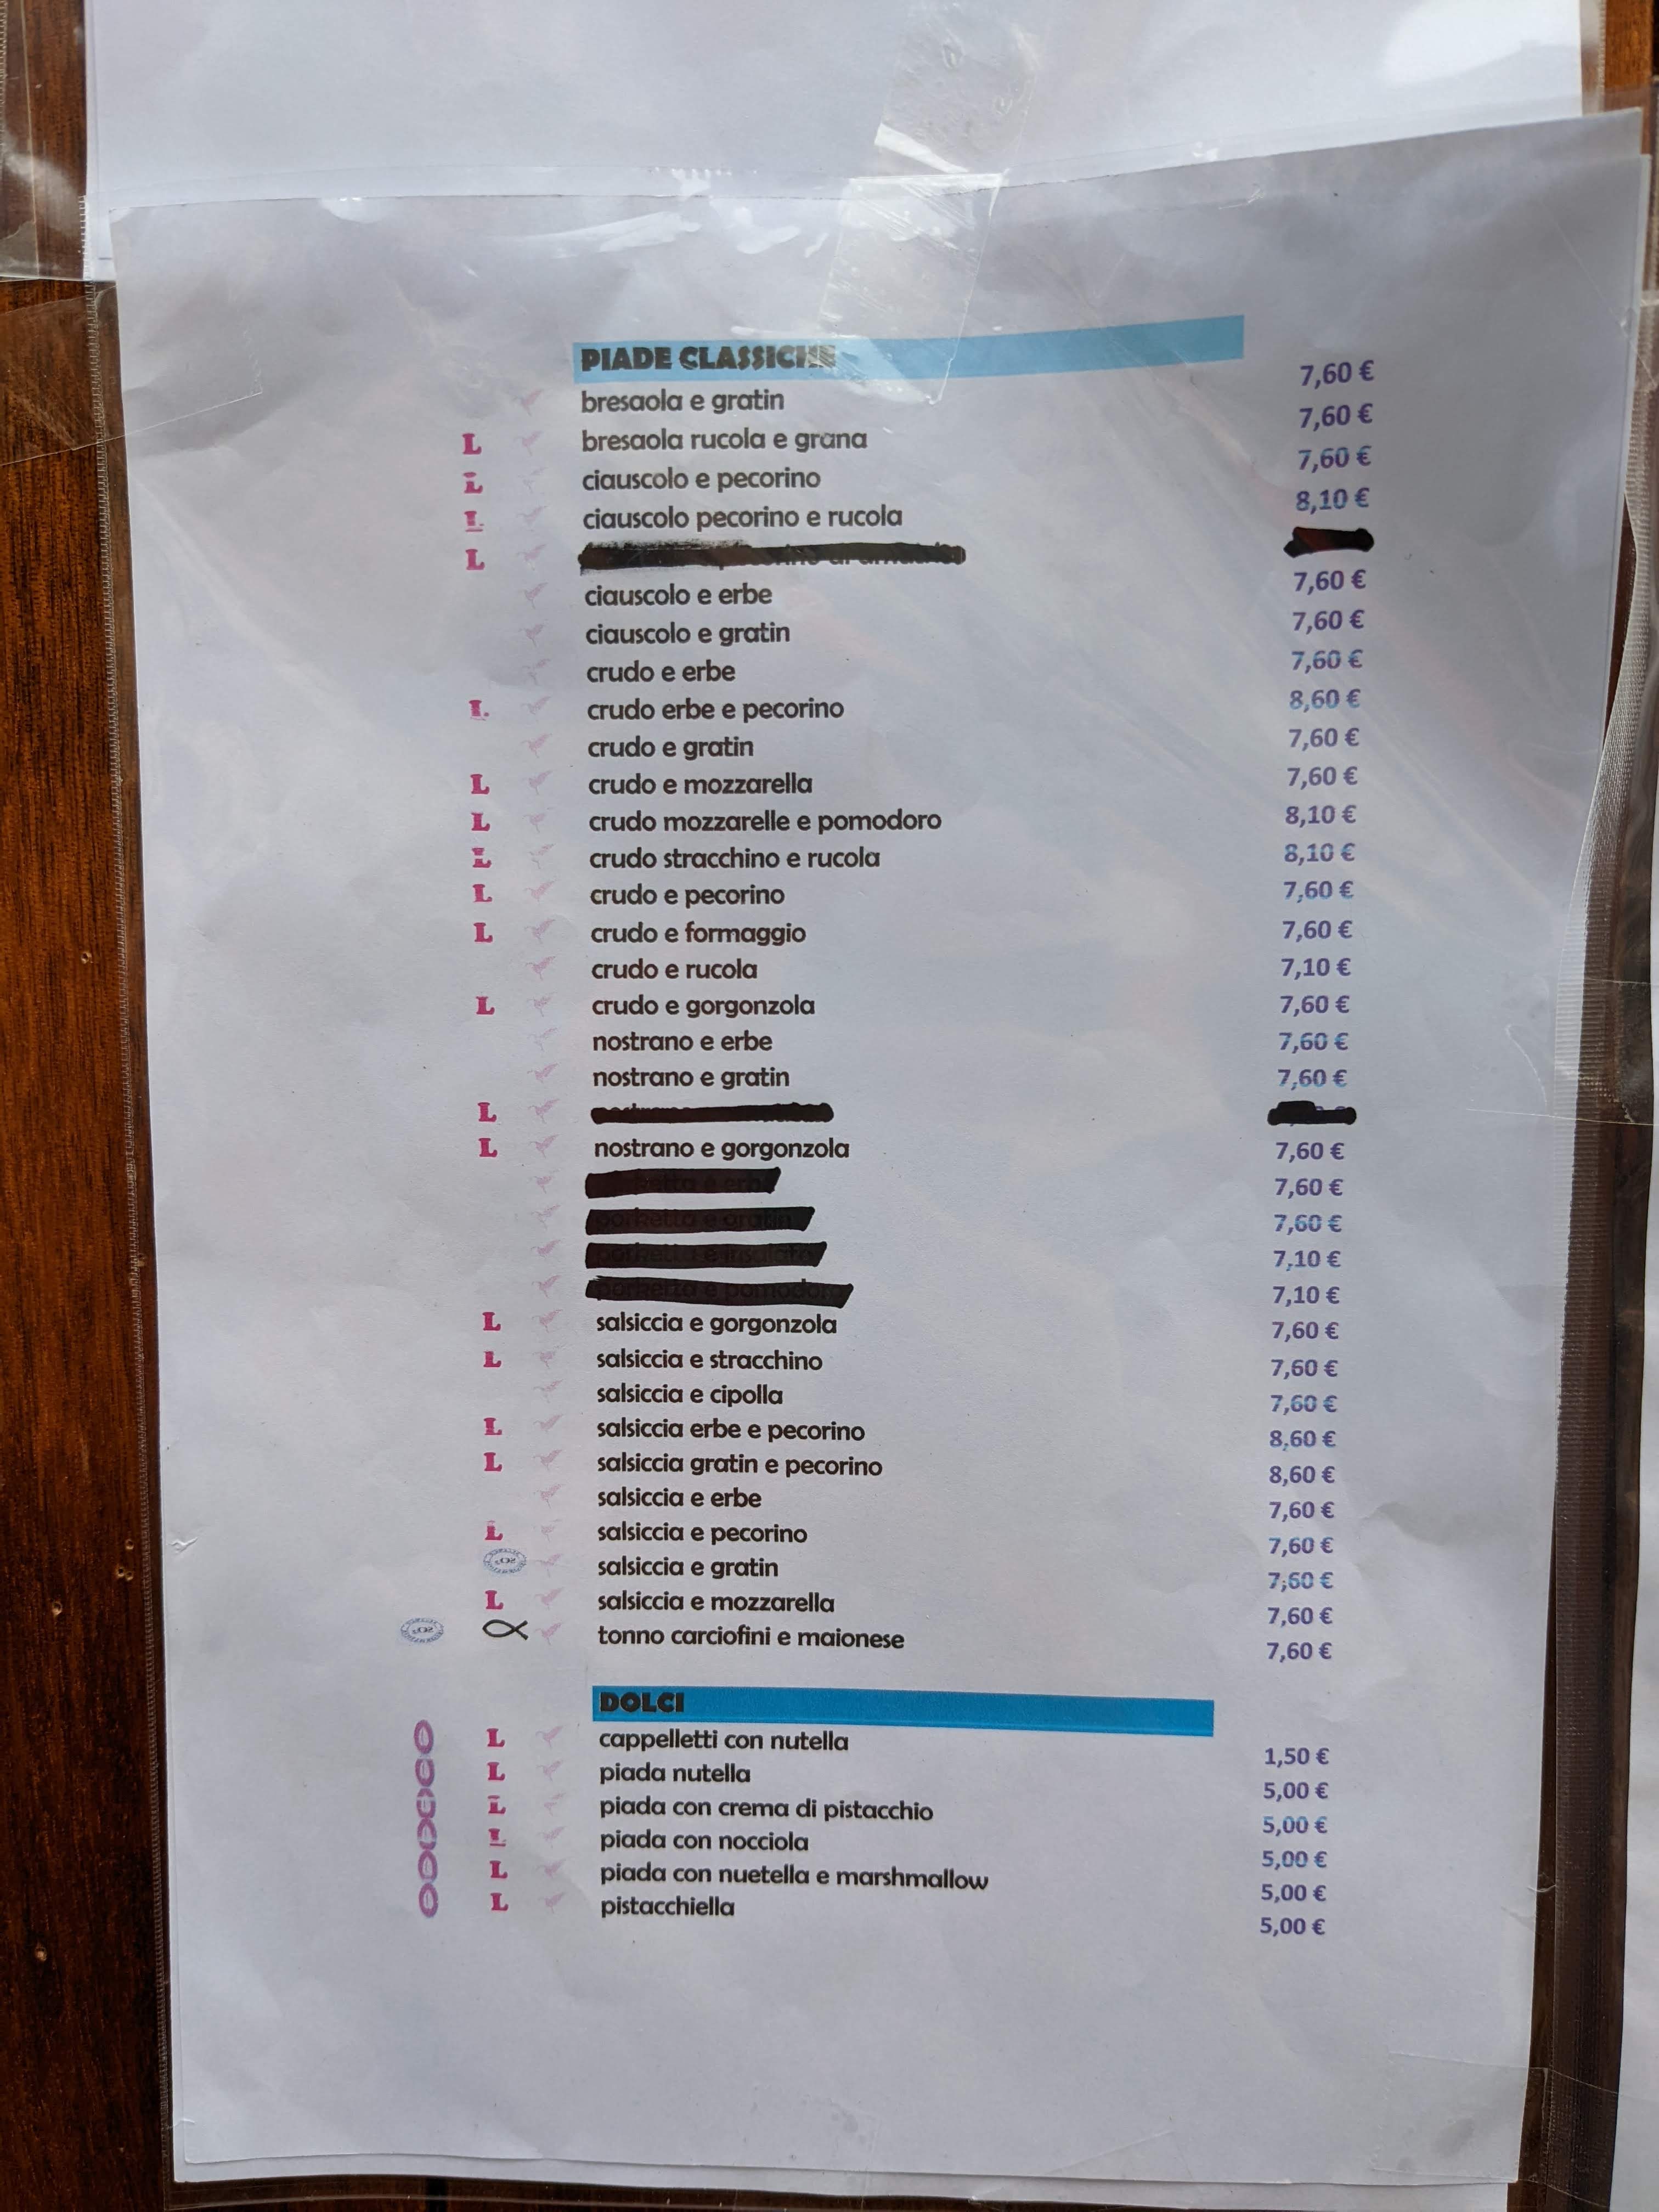 PIADE CLASSICHE
bresaola e gratin 7,60 €
L bresaola rucola e grana 7,60 €
L ciauscolo e pecorino 7,60 €
L ciauscolo pecorino e rucola 8,10 €
L
ciauscolo e erbe 7,60 €
ciauscolo e gratin 7,60 €
crudo e erbe 7,60 €
L crudo erbe e pecorino 8,60 €
crudo e gratin 7,60 €
L crudo e mozzarella 7,60 €
L crudo mozzarelle e pomodoro 8,10 €
L crudo stracchino e rucola 8,10 €
L crudo e pecorino 7,60 €
L crudo e formaggio 7,60 €
crudo e rucola 7,10 €
L crudo e gorgonzola 7,60 €
nostrano e erbe 7,60 €
nostrano e gratin 7,60 €
L
L nostrano e gorgonzola 7,60 €
7,60 €
porketta e gratin 7,60 €
porketta e insalata 7,10 €
porketta e pomodoro 7,10 €
L salsiccia e gorgonzola 7,60 €
L salsiccia e stracchino 7,60 €
salsiccia e cipolla 7,60 €
L salsiccia erbe e pecorino 8,60 €
L salsiccia gratin e pecorino 8,60 €
salsiccia e erbe 7,60 €
L salsiccia e pecorino 7,60 €
salsiccia e gratin 7,60 €
L salsiccia e mozzarella 7,60 €
tonno carciofini e maionese 7,60 €
DOLCI
L cappelletti con nutella 1,50 €
L piada nutella 5,00 €
L piada con crema di pistacchio 5,00 €
L piada con nocciola 5,00 €
L piada con nuetella e marshmallow 5,00 €
L pistacchiella 5,00 €